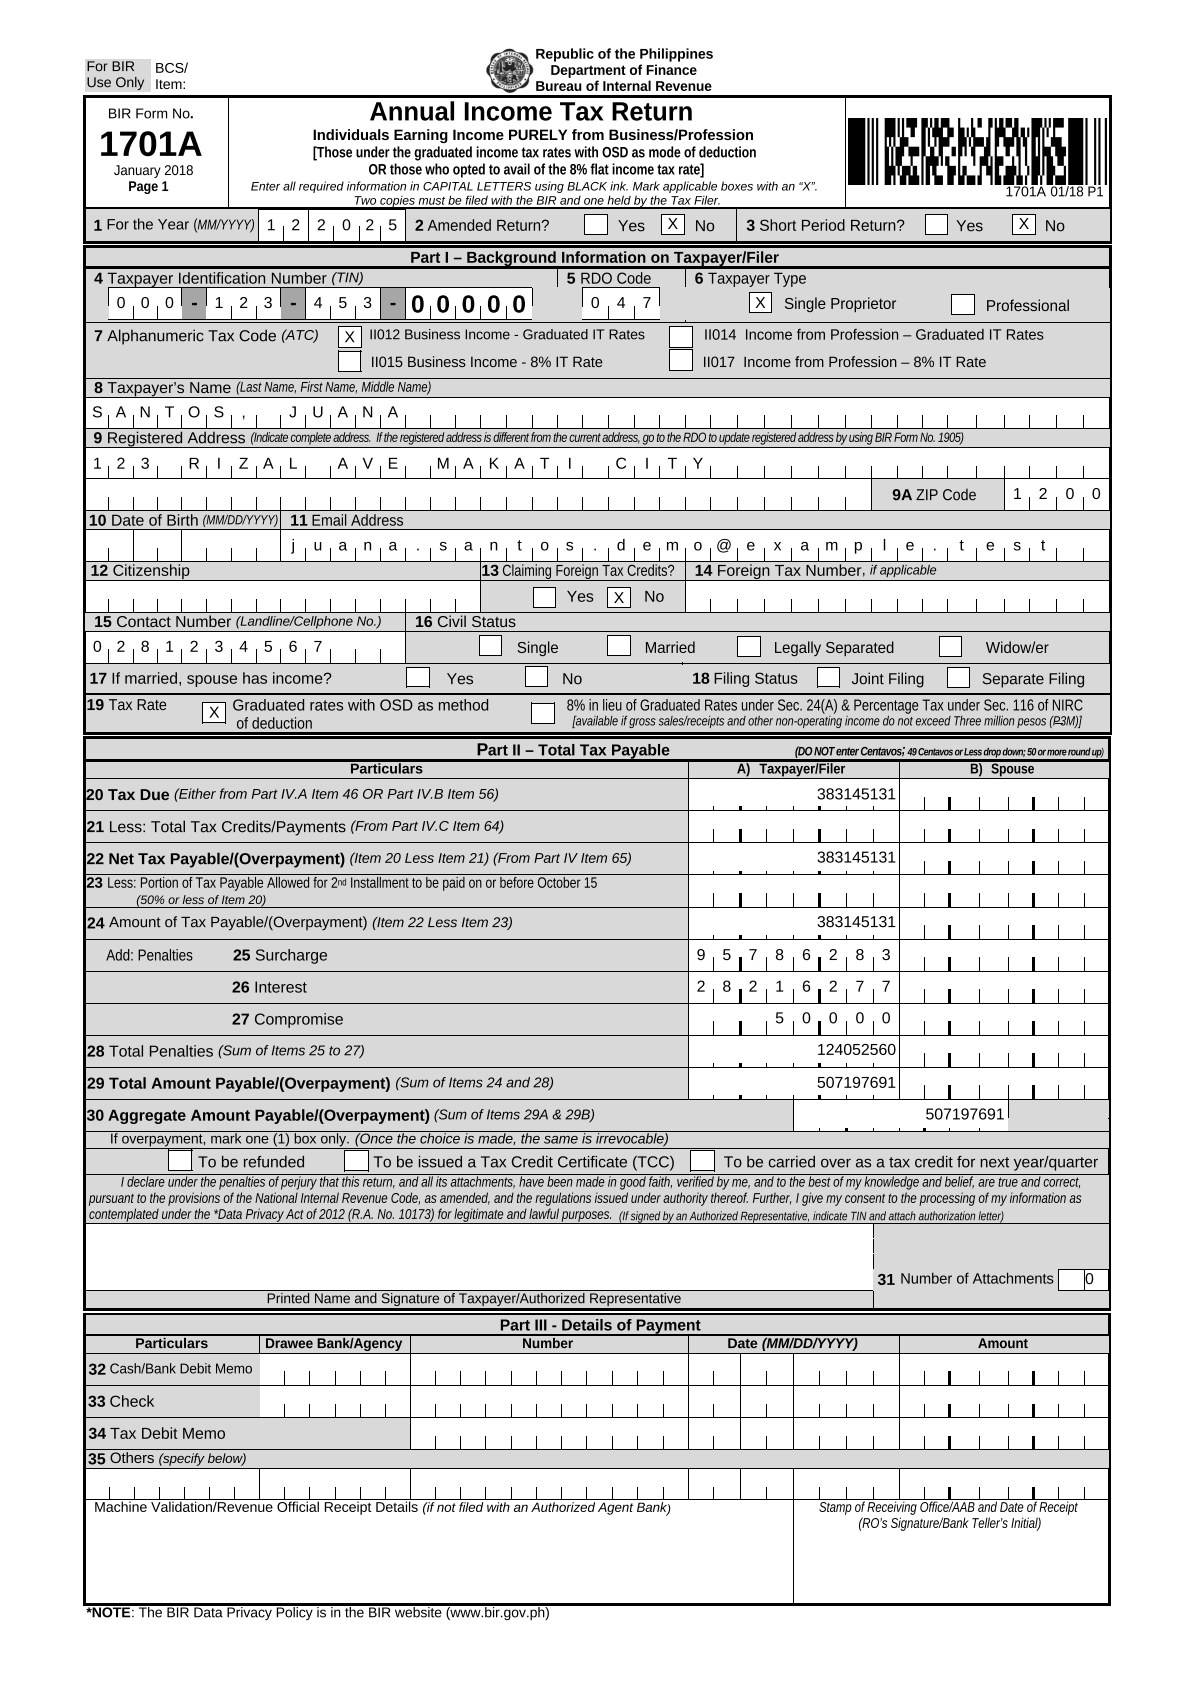 For BIR Use Only
BCS/ Item:
Republic of the Philippines
Department of Finance
Bureau of Internal Revenue
BIR Form No.
1701A
January 2018
Page 1
Annual Income Tax Return
Individuals Earning Income PURELY from Business/Profession
[Those under the graduated income tax rates with OSD as mode of deduction
OR those who opted to avail of the 8% flat income tax rate]
Enter all required information in CAPITAL LETTERS using BLACK ink. Mark applicable boxes with an “X”.
Two copies must be filed with the BIR and one held by the Tax Filer.
1701A 01/18 P1
1 For the Year (MM/YYYY) 1 2 2 0 2 5 2 Amended Return? Yes X No 3 Short Period Return? Yes X No
Part I – Background Information on Taxpayer/Filer
4 Taxpayer Identification Number (TIN) 5 RDO Code 6 Taxpayer Type
0 0 0 - 1 2 3 - 4 5 3 - 0 0 0 0 0 0 4 7 X Single Proprietor Professional
7 Alphanumeric Tax Code (ATC) X II012 Business Income - Graduated IT Rates II014 Income from Profession – Graduated IT Rates
II015 Business Income - 8% IT Rate II017 Income from Profession – 8% IT Rate
8 Taxpayer’s Name (Last Name, First Name, Middle Name)
S A N T O S , J U A N A
9 Registered Address (Indicate complete address. If the registered address is different from the current address, go to the RDO to update registered address by using BIR Form No. 1905)
1 2 3 R I Z A L A V E M A K A T I C I T Y
9A ZIP Code 1 2 0 0
10 Date of Birth (MM/DD/YYYY) 11 Email Address
j u a n a . s a n t o s . d e m o @ e x a m p l e . t e s t
12 Citizenship 13 Claiming Foreign Tax Credits? 14 Foreign Tax Number, if applicable
Yes X No
15 Contact Number (Landline/Cellphone No.) 16 Civil Status
0 2 8 1 2 3 4 5 6 7 Single Married Legally Separated Widow/er
17 If married, spouse has income? Yes No 18 Filing Status Joint Filing Separate Filing
19 Tax Rate X Graduated rates with OSD as method of deduction
8% in lieu of Graduated Rates under Sec. 24(A) & Percentage Tax under Sec. 116 of NIRC
[available if gross sales/receipts and other non-operating income do not exceed Three million pesos (P3M)]
Part II – Total Tax Payable (DO NOT enter Centavos; 49 Centavos or Less drop down; 50 or more round up)
Particulars A) Taxpayer/Filer B) Spouse
20 Tax Due (Either from Part IV.A Item 46 OR Part IV.B Item 56) 383145131
21 Less: Total Tax Credits/Payments (From Part IV.C Item 64)
22 Net Tax Payable/(Overpayment) (Item 20 Less Item 21) (From Part IV Item 65) 383145131
23 Less: Portion of Tax Payable Allowed for 2nd Installment to be paid on or before October 15
(50% or less of Item 20)
24 Amount of Tax Payable/(Overpayment) (Item 22 Less Item 23) 383145131
Add: Penalties 25 Surcharge 9 5 7 8 6 2 8 3
26 Interest 2 8 2 1 6 2 7 7
27 Compromise 5 0 0 0 0
28 Total Penalties (Sum of Items 25 to 27) 124052560
29 Total Amount Payable/(Overpayment) (Sum of Items 24 and 28) 507197691
30 Aggregate Amount Payable/(Overpayment) (Sum of Items 29A & 29B) 507197691
If overpayment, mark one (1) box only. (Once the choice is made, the same is irrevocable)
To be refunded To be issued a Tax Credit Certificate (TCC) To be carried over as a tax credit for next year/quarter
I declare under the penalties of perjury that this return, and all its attachments, have been made in good faith, verified by me, and to the best of my knowledge and belief, are true and correct,
pursuant to the provisions of the National Internal Revenue Code, as amended, and the regulations issued under authority thereof. Further, I give my consent to the processing of my information as
contemplated under the *Data Privacy Act of 2012 (R.A. No. 10173) for legitimate and lawful purposes. (If signed by an Authorized Representative, indicate TIN and attach authorization letter)
31 Number of Attachments 0
Printed Name and Signature of Taxpayer/Authorized Representative
Part III - Details of Payment
Particulars Drawee Bank/Agency Number Date (MM/DD/YYYY) Amount
32 Cash/Bank Debit Memo
33 Check
34 Tax Debit Memo
35 Others (specify below)
Machine Validation/Revenue Official Receipt Details (if not filed with an Authorized Agent Bank)
Stamp of Receiving Office/AAB and Date of Receipt
(RO’s Signature/Bank Teller’s Initial)
*NOTE: The BIR Data Privacy Policy is in the BIR website (www.bir.gov.ph)